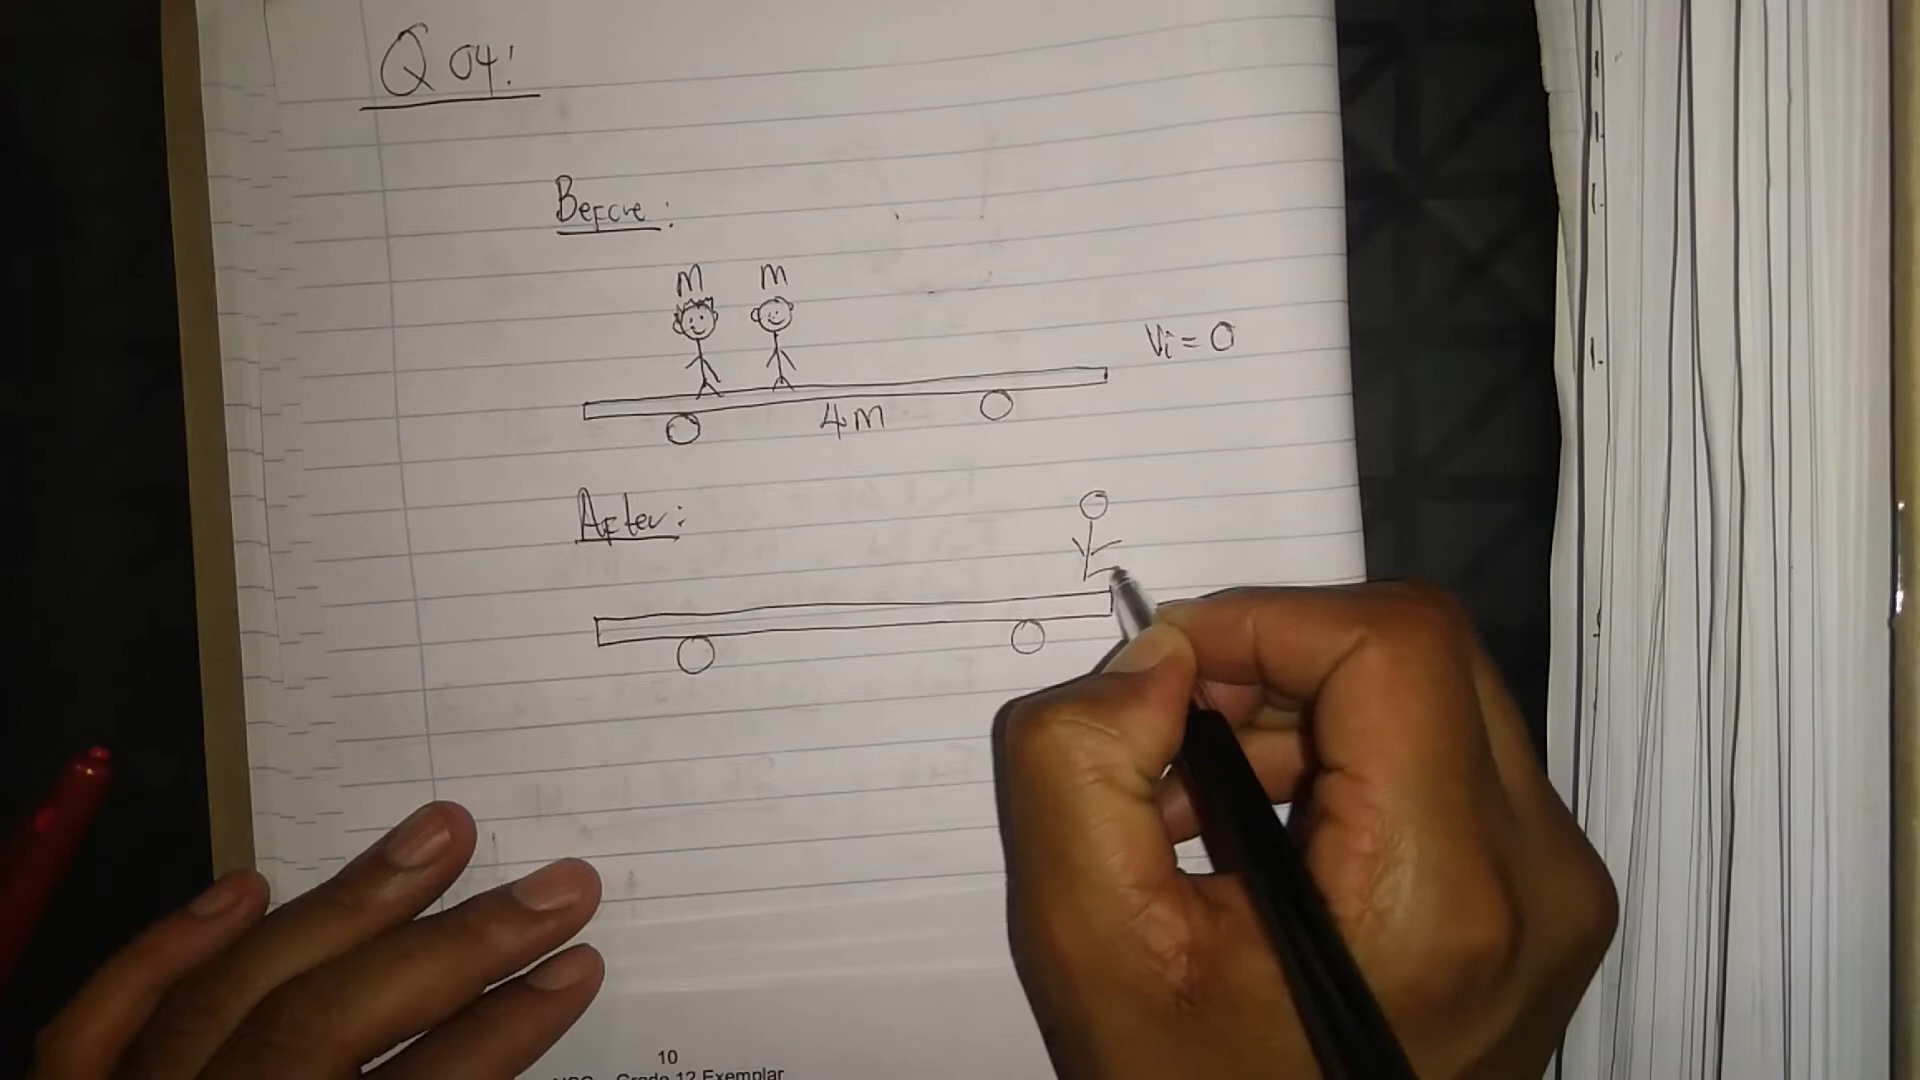 Q 04:
Before:
m m
Vi = 0
4m
After:
10
Grade 12 Exemplar